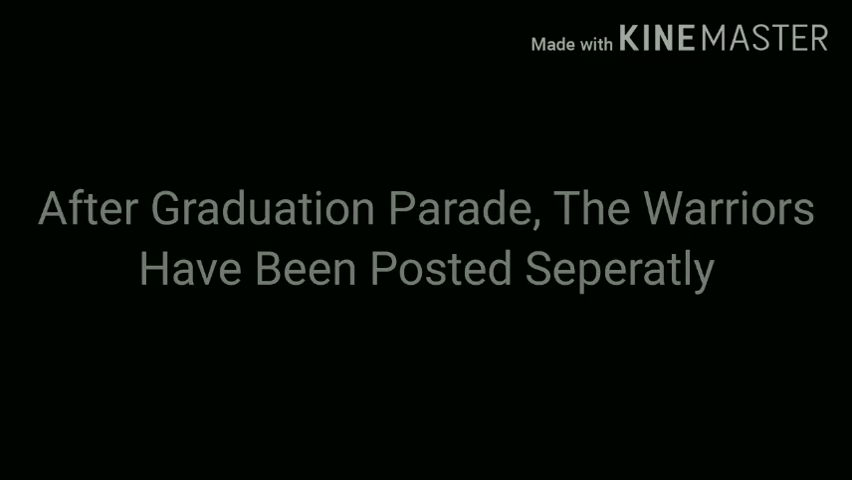 Made with KINEMASTER
After Graduation Parade, The Warriors
Have Been Posted Seperatly